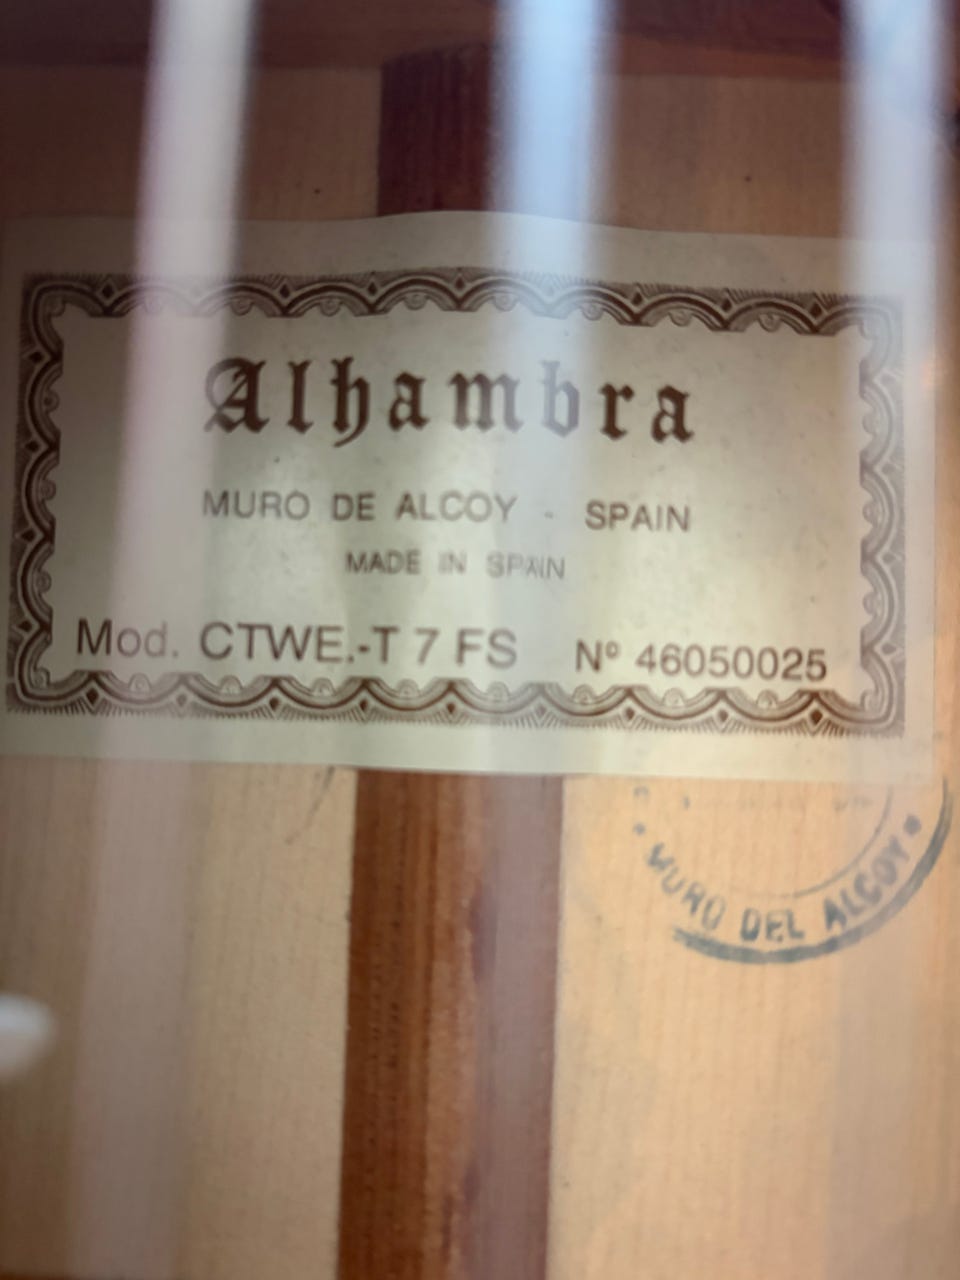 Alhambra
MURO DE ALCOY - SPAIN
MADE IN SPAIN
Mod. CTWE.-T 7 FS Nº 46050025
• MURO DEL ALCOY •